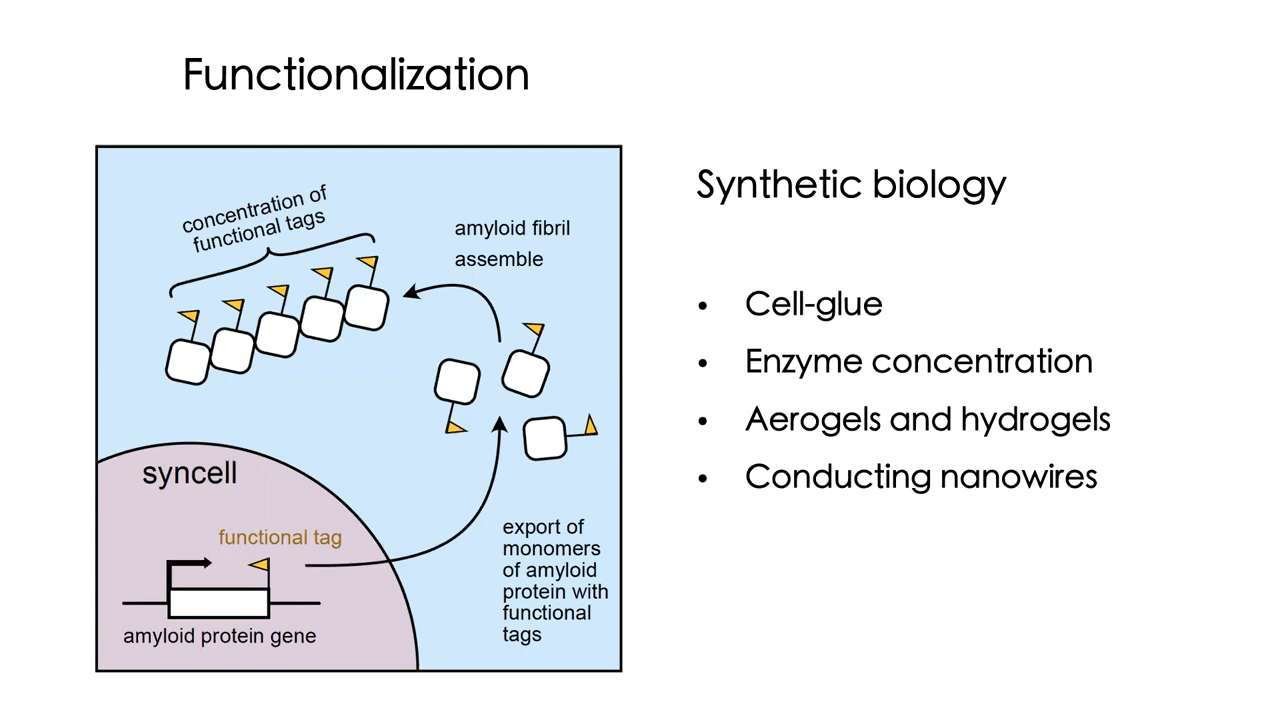 Functionalization
concentration of
functional tags
amyloid fibril
assemble
syncell
functional tag
amyloid protein gene
export of
monomers
of amyloid
protein with
functional
tags
Synthetic biology
• Cell-glue
• Enzyme concentration
• Aerogels and hydrogels
• Conducting nanowires